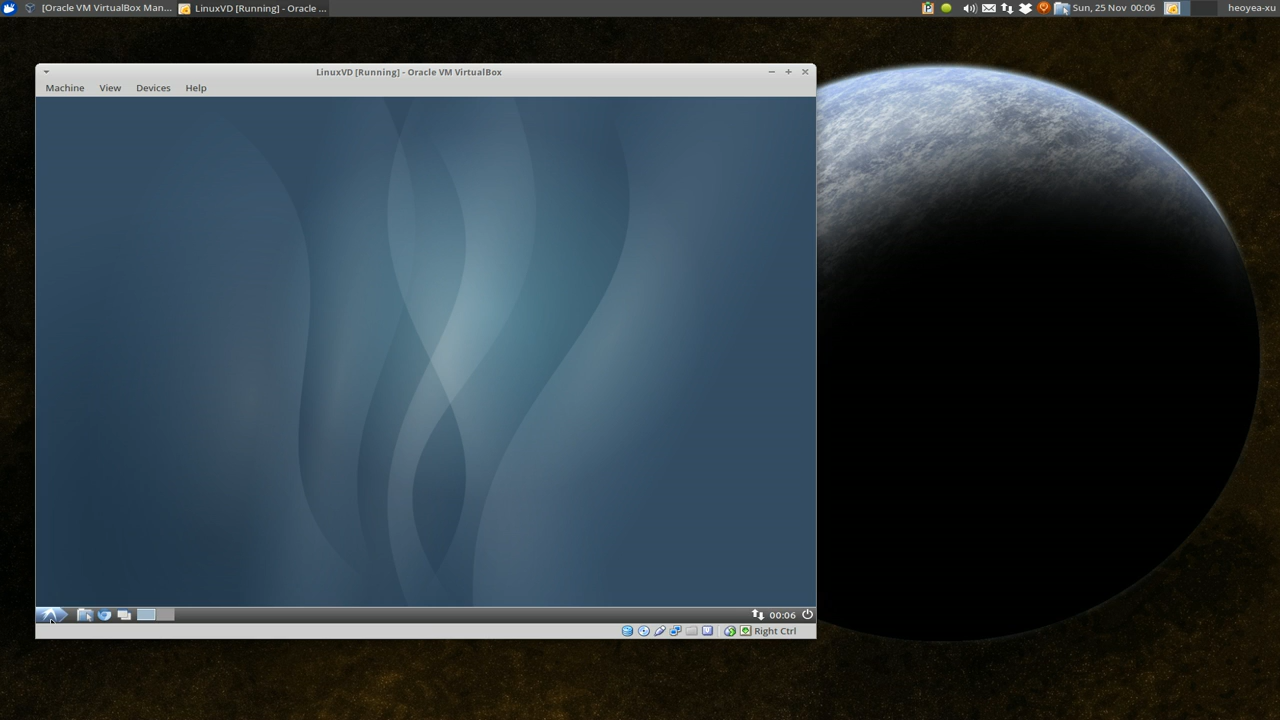 [Oracle VM VirtualBox Man... LinuxVD [Running] - Oracle ... Sun, 25 Nov 00:06 heoyea-xu
LinuxVD [Running] - Oracle VM VirtualBox
Machine View Devices Help
00:06
Right Ctrl